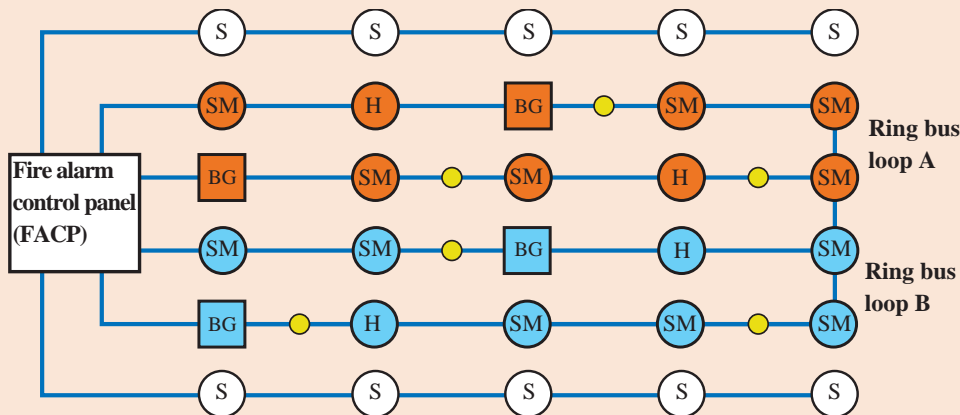 S S S S S
SM H BG SM SM
Ring bus
loop A
Fire alarm
control panel
(FACP)
BG SM SM H SM
SM SM BG H SM
Ring bus
loop B
BG H SM SM SM
S S S S S